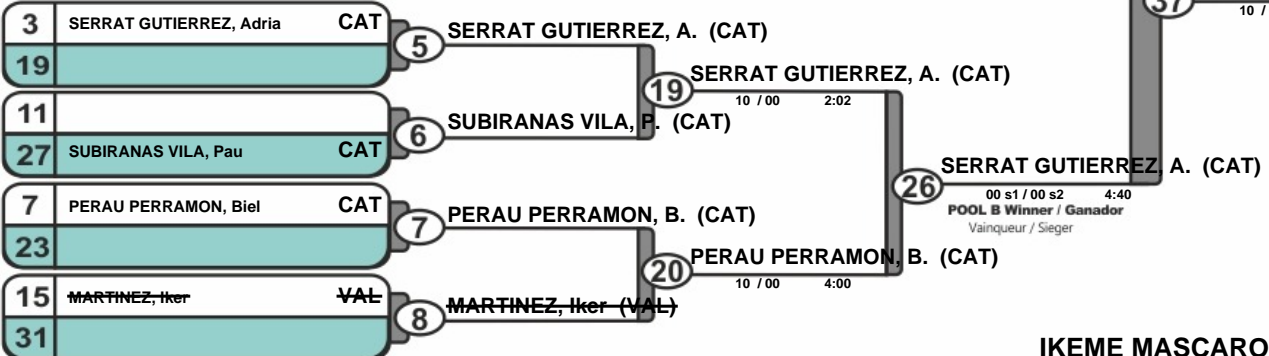 3 SERRAT GUTIERREZ, Adria CAT
19
5 SERRAT GUTIERREZ, A. (CAT)
11
27 SUBIRANAS VILA, Pau CAT
6 SUBIRANAS VILA, P. (CAT)
19 SERRAT GUTIERREZ, A. (CAT)
10 / 00 2:02
7 PERAU PERRAMON, Biel CAT
23
7 PERAU PERRAMON, B. (CAT)
15 MARTINEZ, Iker VAL
31
8 MARTINEZ, Iker (VAL)
20 PERAU PERRAMON, B. (CAT)
10 / 00 4:00
26 SERRAT GUTIERREZ, A. (CAT)
00 s1 / 00 s2 4:40
POOL B Winner / Ganador
Vainqueur / Sieger
37
10 /
IKEME MASCARO